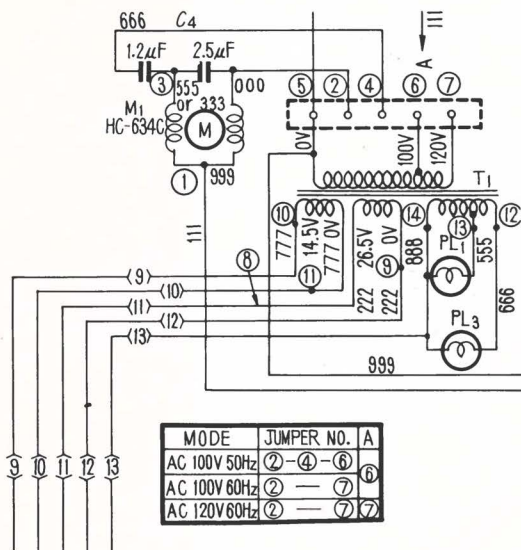 666 C4
111
1.2µF 2.5µF
A
③ 555 000
or 333
⑤ ② ④ ⑥ ⑦
M1
HC-634C
M
0V 100V 120V
① 999
T1
111
⑩ 777 14.5V 777 0V
26.5V 0V
⑭ ⑬ ⑫
888 PL1 555
⑧ ⑪ 222 ⑨ 222
666
<9>
<10>
<11>
<12>
<13>
PL3
999
9 10 11 12 13
MODE JUMPER NO. A
AC 100V 50Hz ②-④-⑥ ⑥
AC 100V 60Hz ② — ⑦
AC 120V 60Hz ② — ⑦ ⑦